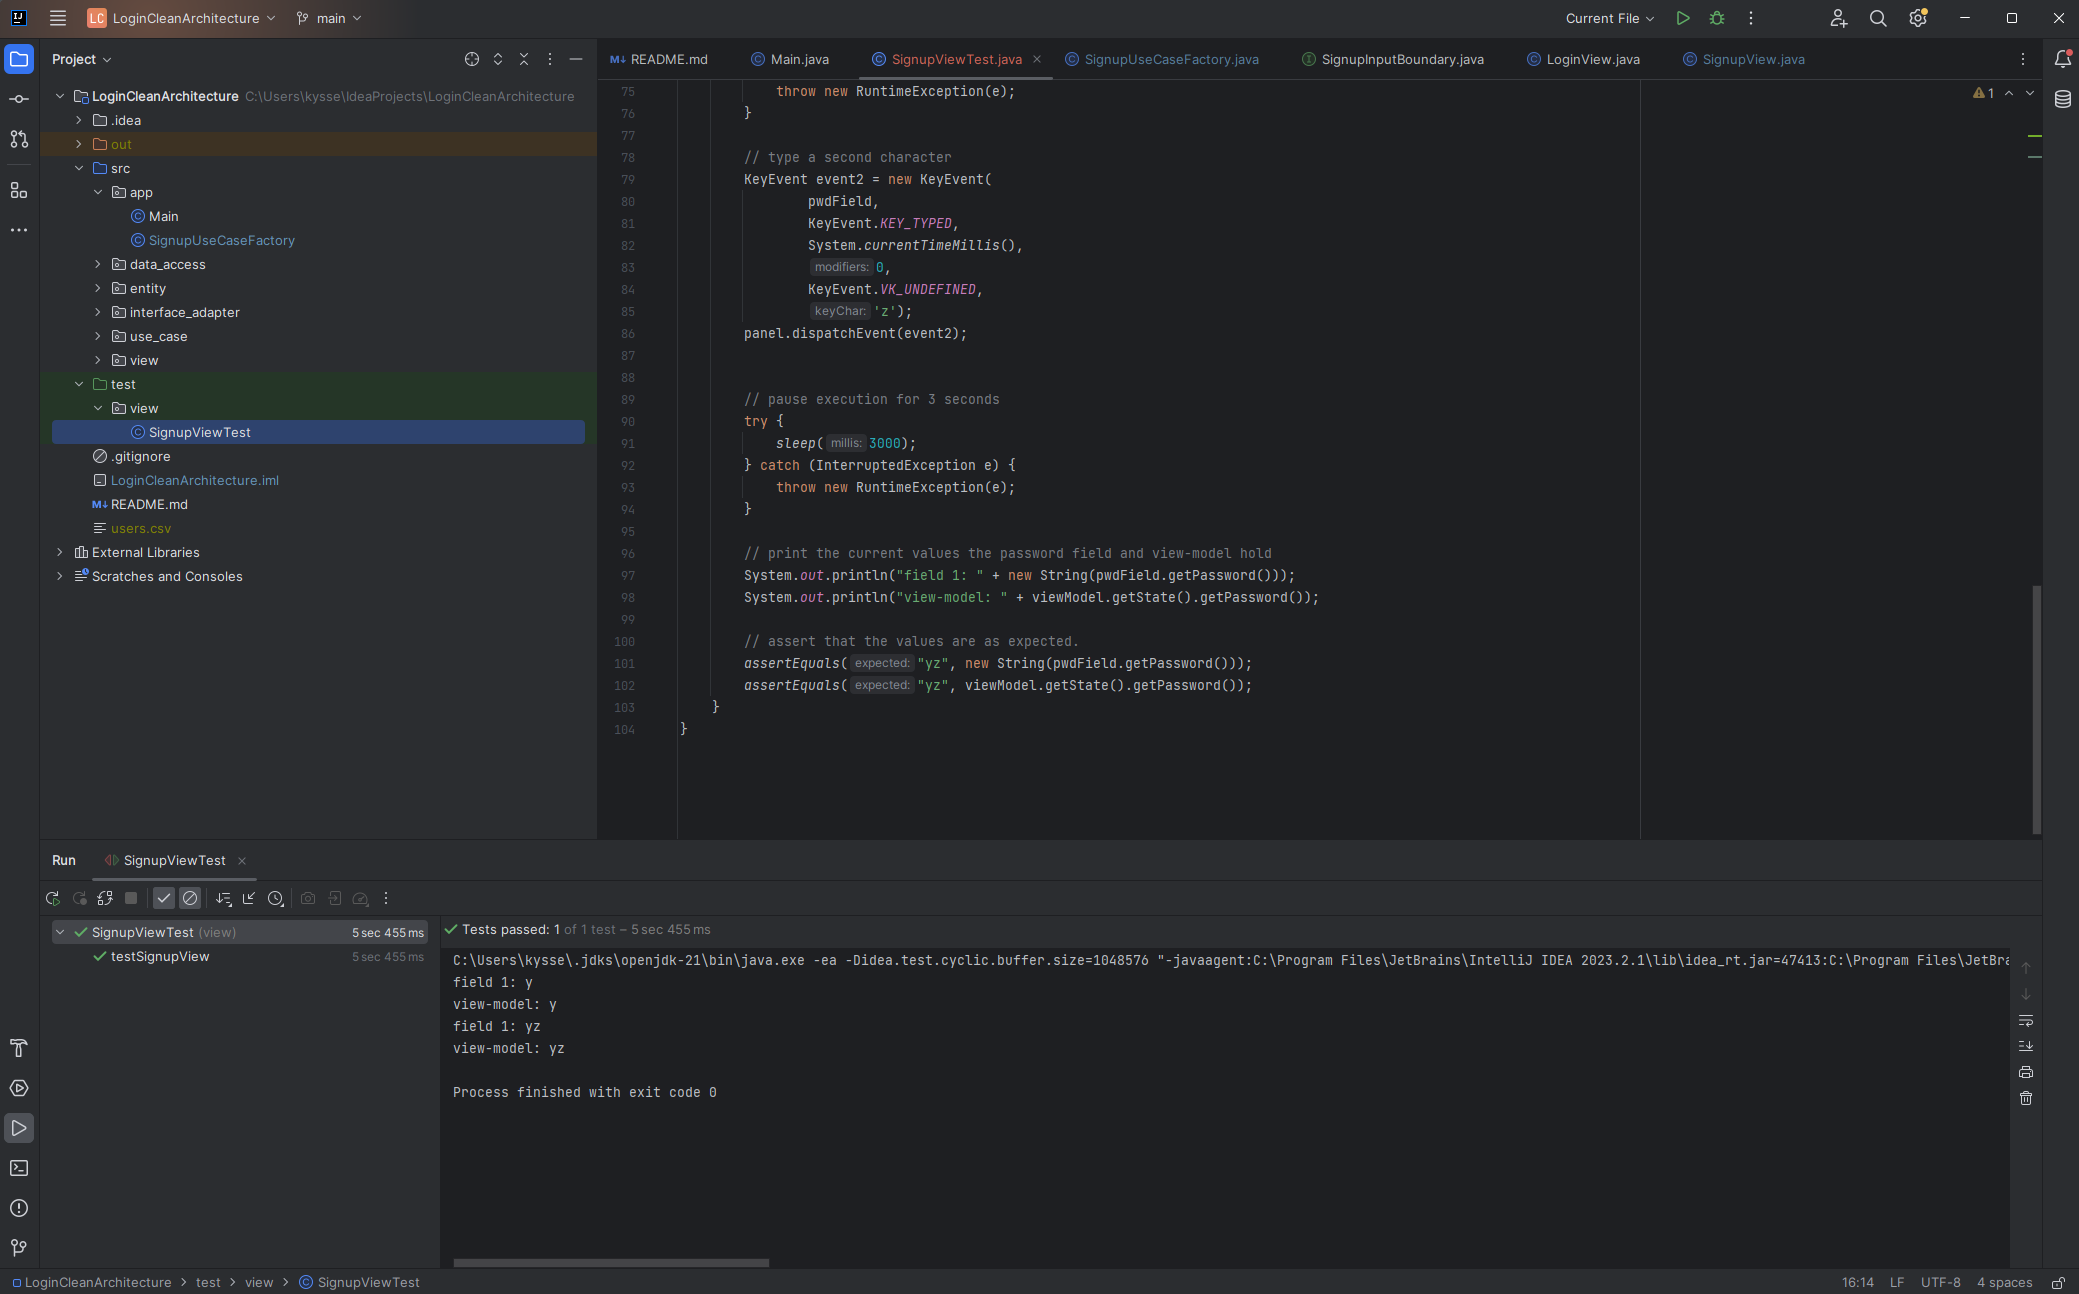 LC LoginCleanArchitecture main Current File
Project
README.md Main.java SignupViewTest.java SignupUseCaseFactory.java SignupInputBoundary.java LoginView.java SignupView.java
LoginCleanArchitecture C:\Users\kysse\IdeaProjects\LoginCleanArchitecture
.idea
out
src
app
Main
SignupUseCaseFactory
data_access
entity
interface_adapter
use_case
view
test
view
SignupViewTest
.gitignore
LoginCleanArchitecture.iml
README.md
users.csv
External Libraries
Scratches and Consoles
1
75 throw new RuntimeException(e);
76 }
77
78 // type a second character
79 KeyEvent event2 = new KeyEvent(
80 pwdField,
81 KeyEvent.KEY_TYPED,
82 System.currentTimeMillis(),
83 modifiers: 0,
84 KeyEvent.VK_UNDEFINED,
85 keyChar: 'z');
86 panel.dispatchEvent(event2);
87
88
89 // pause execution for 3 seconds
90 try {
91 sleep( millis: 3000);
92 } catch (InterruptedException e) {
93 throw new RuntimeException(e);
94 }
95
96 // print the current values the password field and view-model hold
97 System.out.println("field 1: " + new String(pwdField.getPassword()));
98 System.out.println("view-model: " + viewModel.getState().getPassword());
99
100 // assert that the values are as expected.
101 assertEquals( expected: "yz", new String(pwdField.getPassword()));
102 assertEquals( expected: "yz", viewModel.getState().getPassword());
103 }
104 }
Run SignupViewTest
SignupViewTest (view) 5 sec 455 ms
testSignupView 5 sec 455 ms
Tests passed: 1 of 1 test – 5 sec 455 ms
C:\Users\kysse\.jdks\openjdk-21\bin\java.exe -ea -Didea.test.cyclic.buffer.size=1048576 "-javaagent:C:\Program Files\JetBrains\IntelliJ IDEA 2023.2.1\lib\idea_rt.jar=47413:C:\Program Files\JetBra
field 1: y
view-model: y
field 1: yz
view-model: yz
Process finished with exit code 0
LoginCleanArchitecture > test > view > SignupViewTest 16:14 LF UTF-8 4 spaces